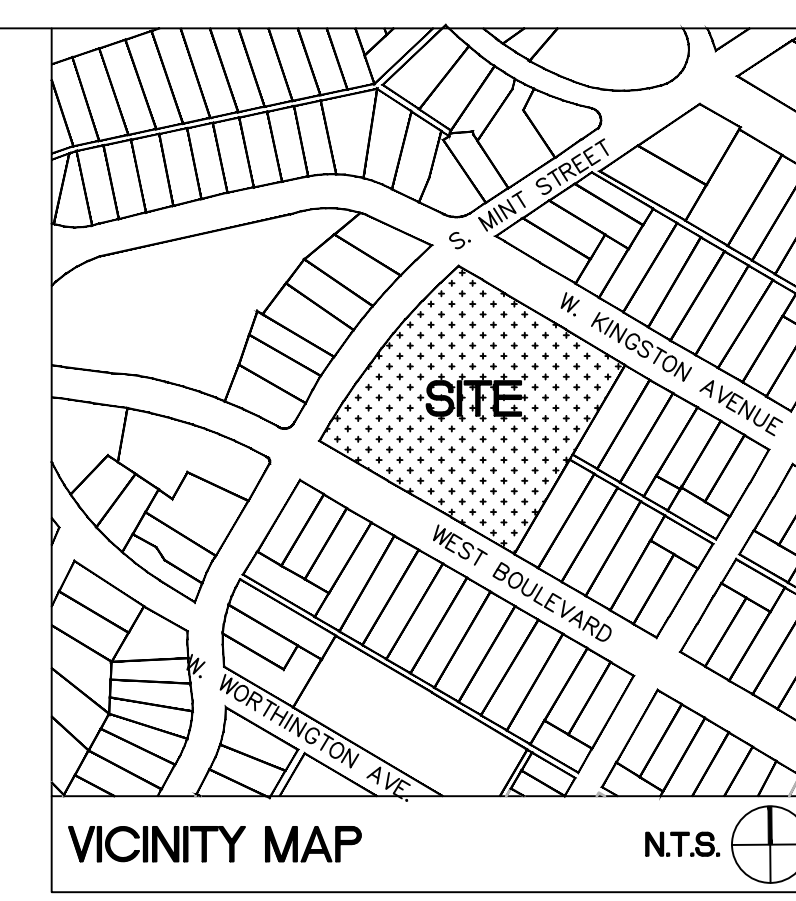 S. MINT STREET
W. KINGSTON AVENUE
SITE
WEST BOULEVARD
W. WORTHINGTON AVE.
VICINITY MAP
N.T.S.